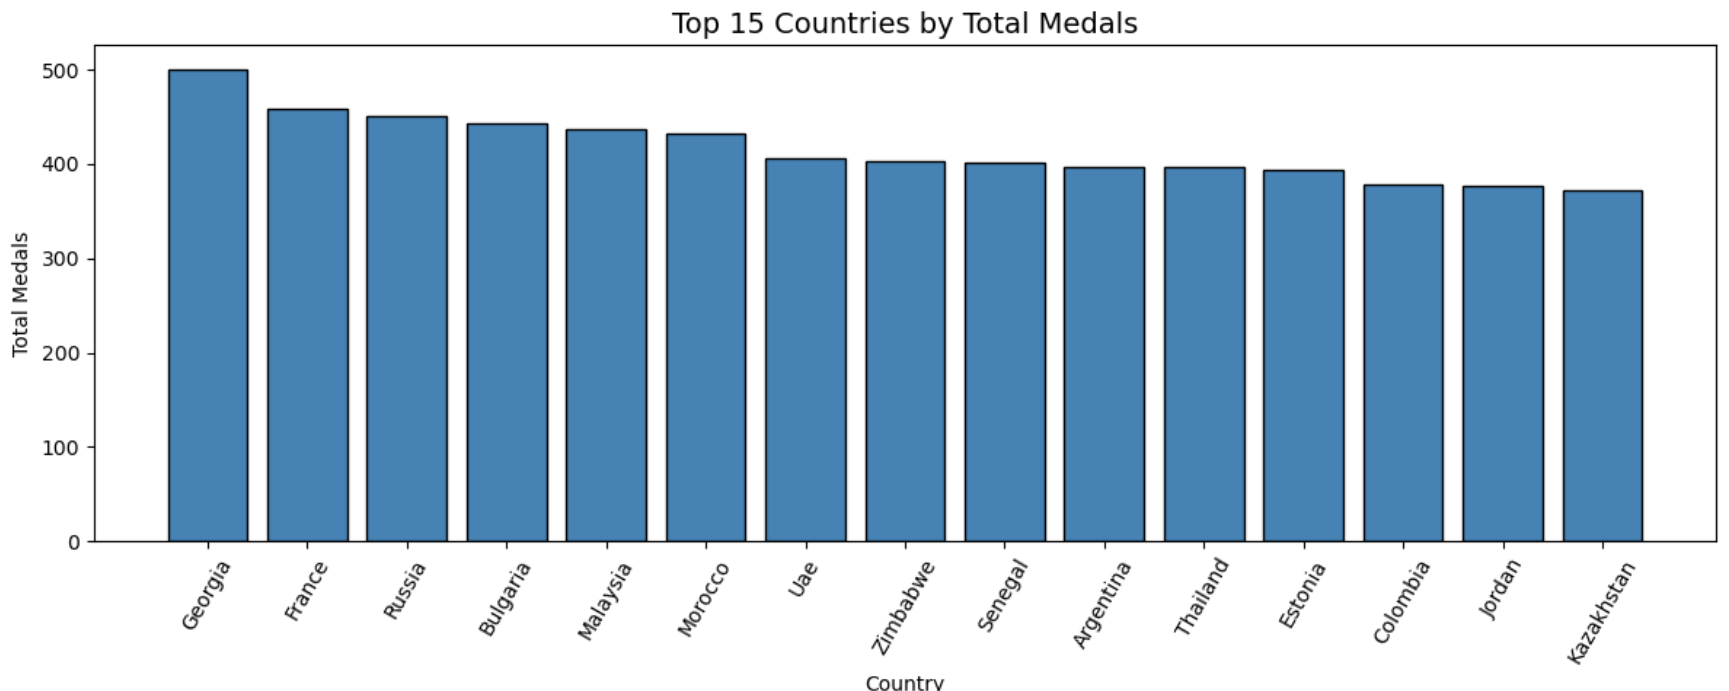 Top 15 Countries by Total Medals
Total Medals
500
400
300
200
100
0
Georgia
France
Russia
Bulgaria
Malaysia
Morocco
Uae
Zimbabwe
Senegal
Argentina
Thailand
Estonia
Colombia
Jordan
Kazakhstan
Country